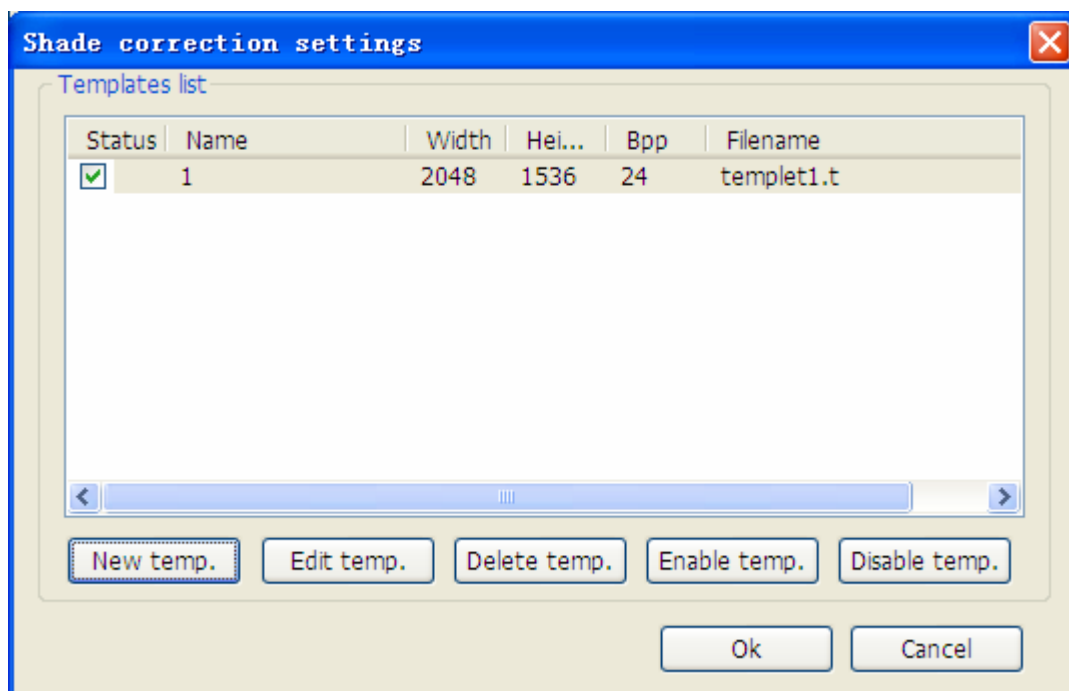 Shade correction settings
Templates list
Status Name Width Hei... Bpp Filename
1 2048 1536 24 templet1.t
New temp. Edit temp. Delete temp. Enable temp. Disable temp.
Ok Cancel